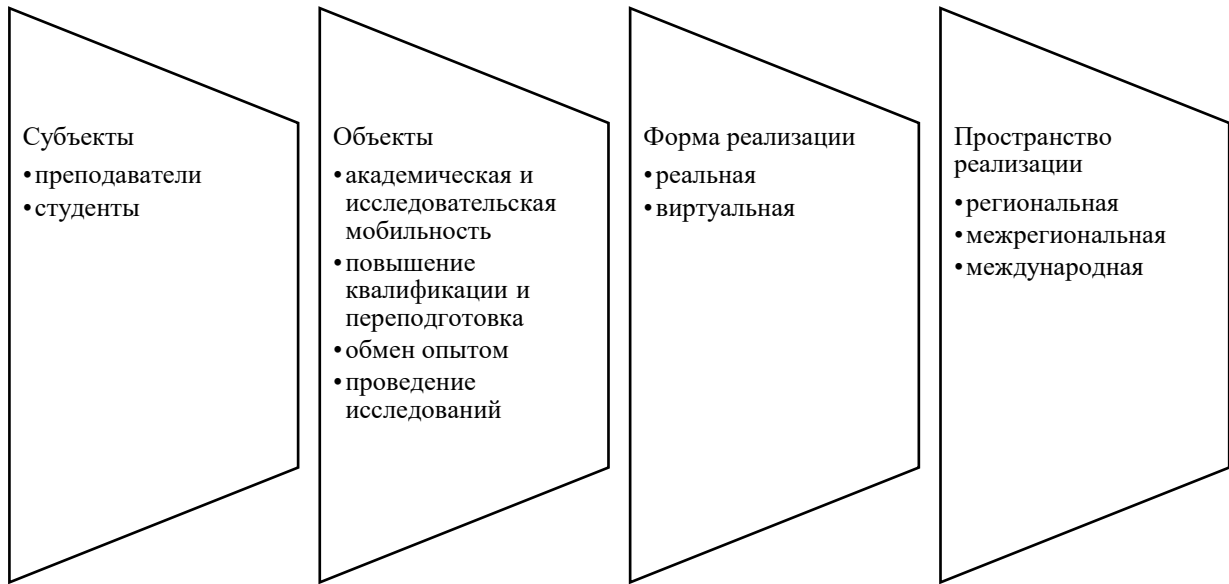 Субъекты
•преподаватели
•студенты
Объекты
•академическая и
исследовательская
мобильность
•повышение
квалификации и
переподготовка
•обмен опытом
•проведение
исследований
Форма реализации
•реальная
•виртуальная
Пространство
реализации
•региональная
•межрегиональная
•международная